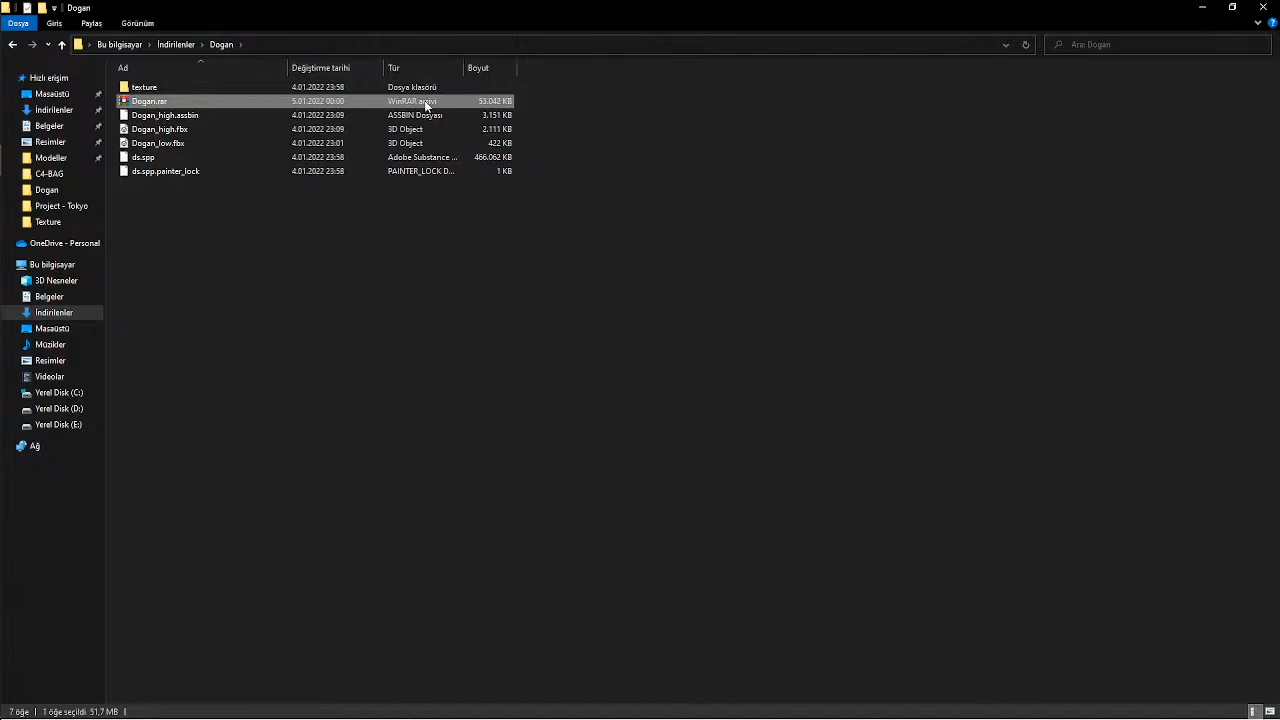 Dogan
Dosya Giriş Paylaş Görünüm
Bu bilgisayar İndirilenler Dogan
Ara: Dogan
Ad Değiştirme tarihi Tür Boyut
texture 4.01.2022 23:58 Dosya klasörü
Dogan.rar 5.01.2022 00:00 WinRAR arşivi 53.042 KB
Dogan_high.assbin 4.01.2022 23:09 ASSBIN Dosyası 3.151 KB
Dogan_high.fbx 4.01.2022 23:09 3D Object 2.111 KB
Dogan_low.fbx 4.01.2022 23:01 3D Object 422 KB
ds.spp 4.01.2022 23:58 Adobe Substance ... 466.062 KB
ds.spp.painter_lock 4.01.2022 23:58 PAINTER_LOCK D... 1 KB
Hızlı erişim
Masaüstü
İndirilenler
Belgeler
Resimler
Modeller
C4-BAG
Dogan
Project - Tokyo
Texture
OneDrive - Personal
Bu bilgisayar
3D Nesneler
Belgeler
İndirilenler
Masaüstü
Müzikler
Resimler
Videolar
Yerel Disk (C:)
Yerel Disk (D:)
Yerel Disk (E:)
Ağ
7 öğe 1 öğe seçildi 51,7 MB